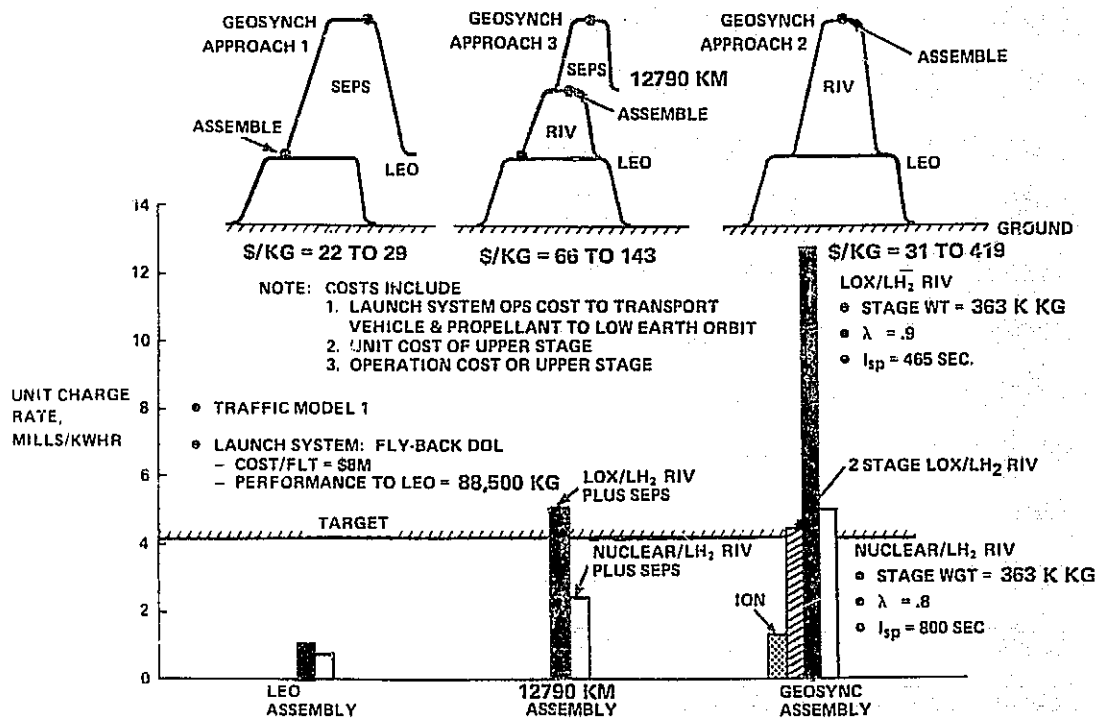 GEOSYNCH
APPROACH 1
SEPS
ASSEMBLE
LEO
GEOSYNCH
APPROACH 3
SEPS
12790 KM
ASSEMBLE
RIV
LEO
GEOSYNCH
APPROACH 2
ASSEMBLE
RIV
LEO
GROUND
$/KG = 22 TO 29
$/KG = 66 TO 143
$/KG = 31 TO 419
NOTE: COSTS INCLUDE
1. LAUNCH SYSTEM OPS COST TO TRANSPORT
VEHICLE & PROPELLANT TO LOW EARTH ORBIT
2. UNIT COST OF UPPER STAGE
3. OPERATION COST OR UPPER STAGE
LOX/LH2 RIV
• STAGE WT = 363 K KG
• λ = .9
• Isp = 465 SEC.
UNIT CHARGE
RATE,
MILLS/KWHR
14
12
10
8
6
4
2
0
• TRAFFIC MODEL 1
• LAUNCH SYSTEM: FLY-BACK DOL
– COST/FLT = $8M
– PERFORMANCE TO LEO = 88,500 KG
TARGET
LOX/LH2 RIV
PLUS SEPS
NUCLEAR/LH2 RIV
PLUS SEPS
2 STAGE LOX/LH2 RIV
ION
NUCLEAR/LH2 RIV
• STAGE WGT = 363 K KG
• λ = .8
• Isp = 800 SEC
LEO
ASSEMBLY
12790 KM
ASSEMBLY
GEOSYNC
ASSEMBLY